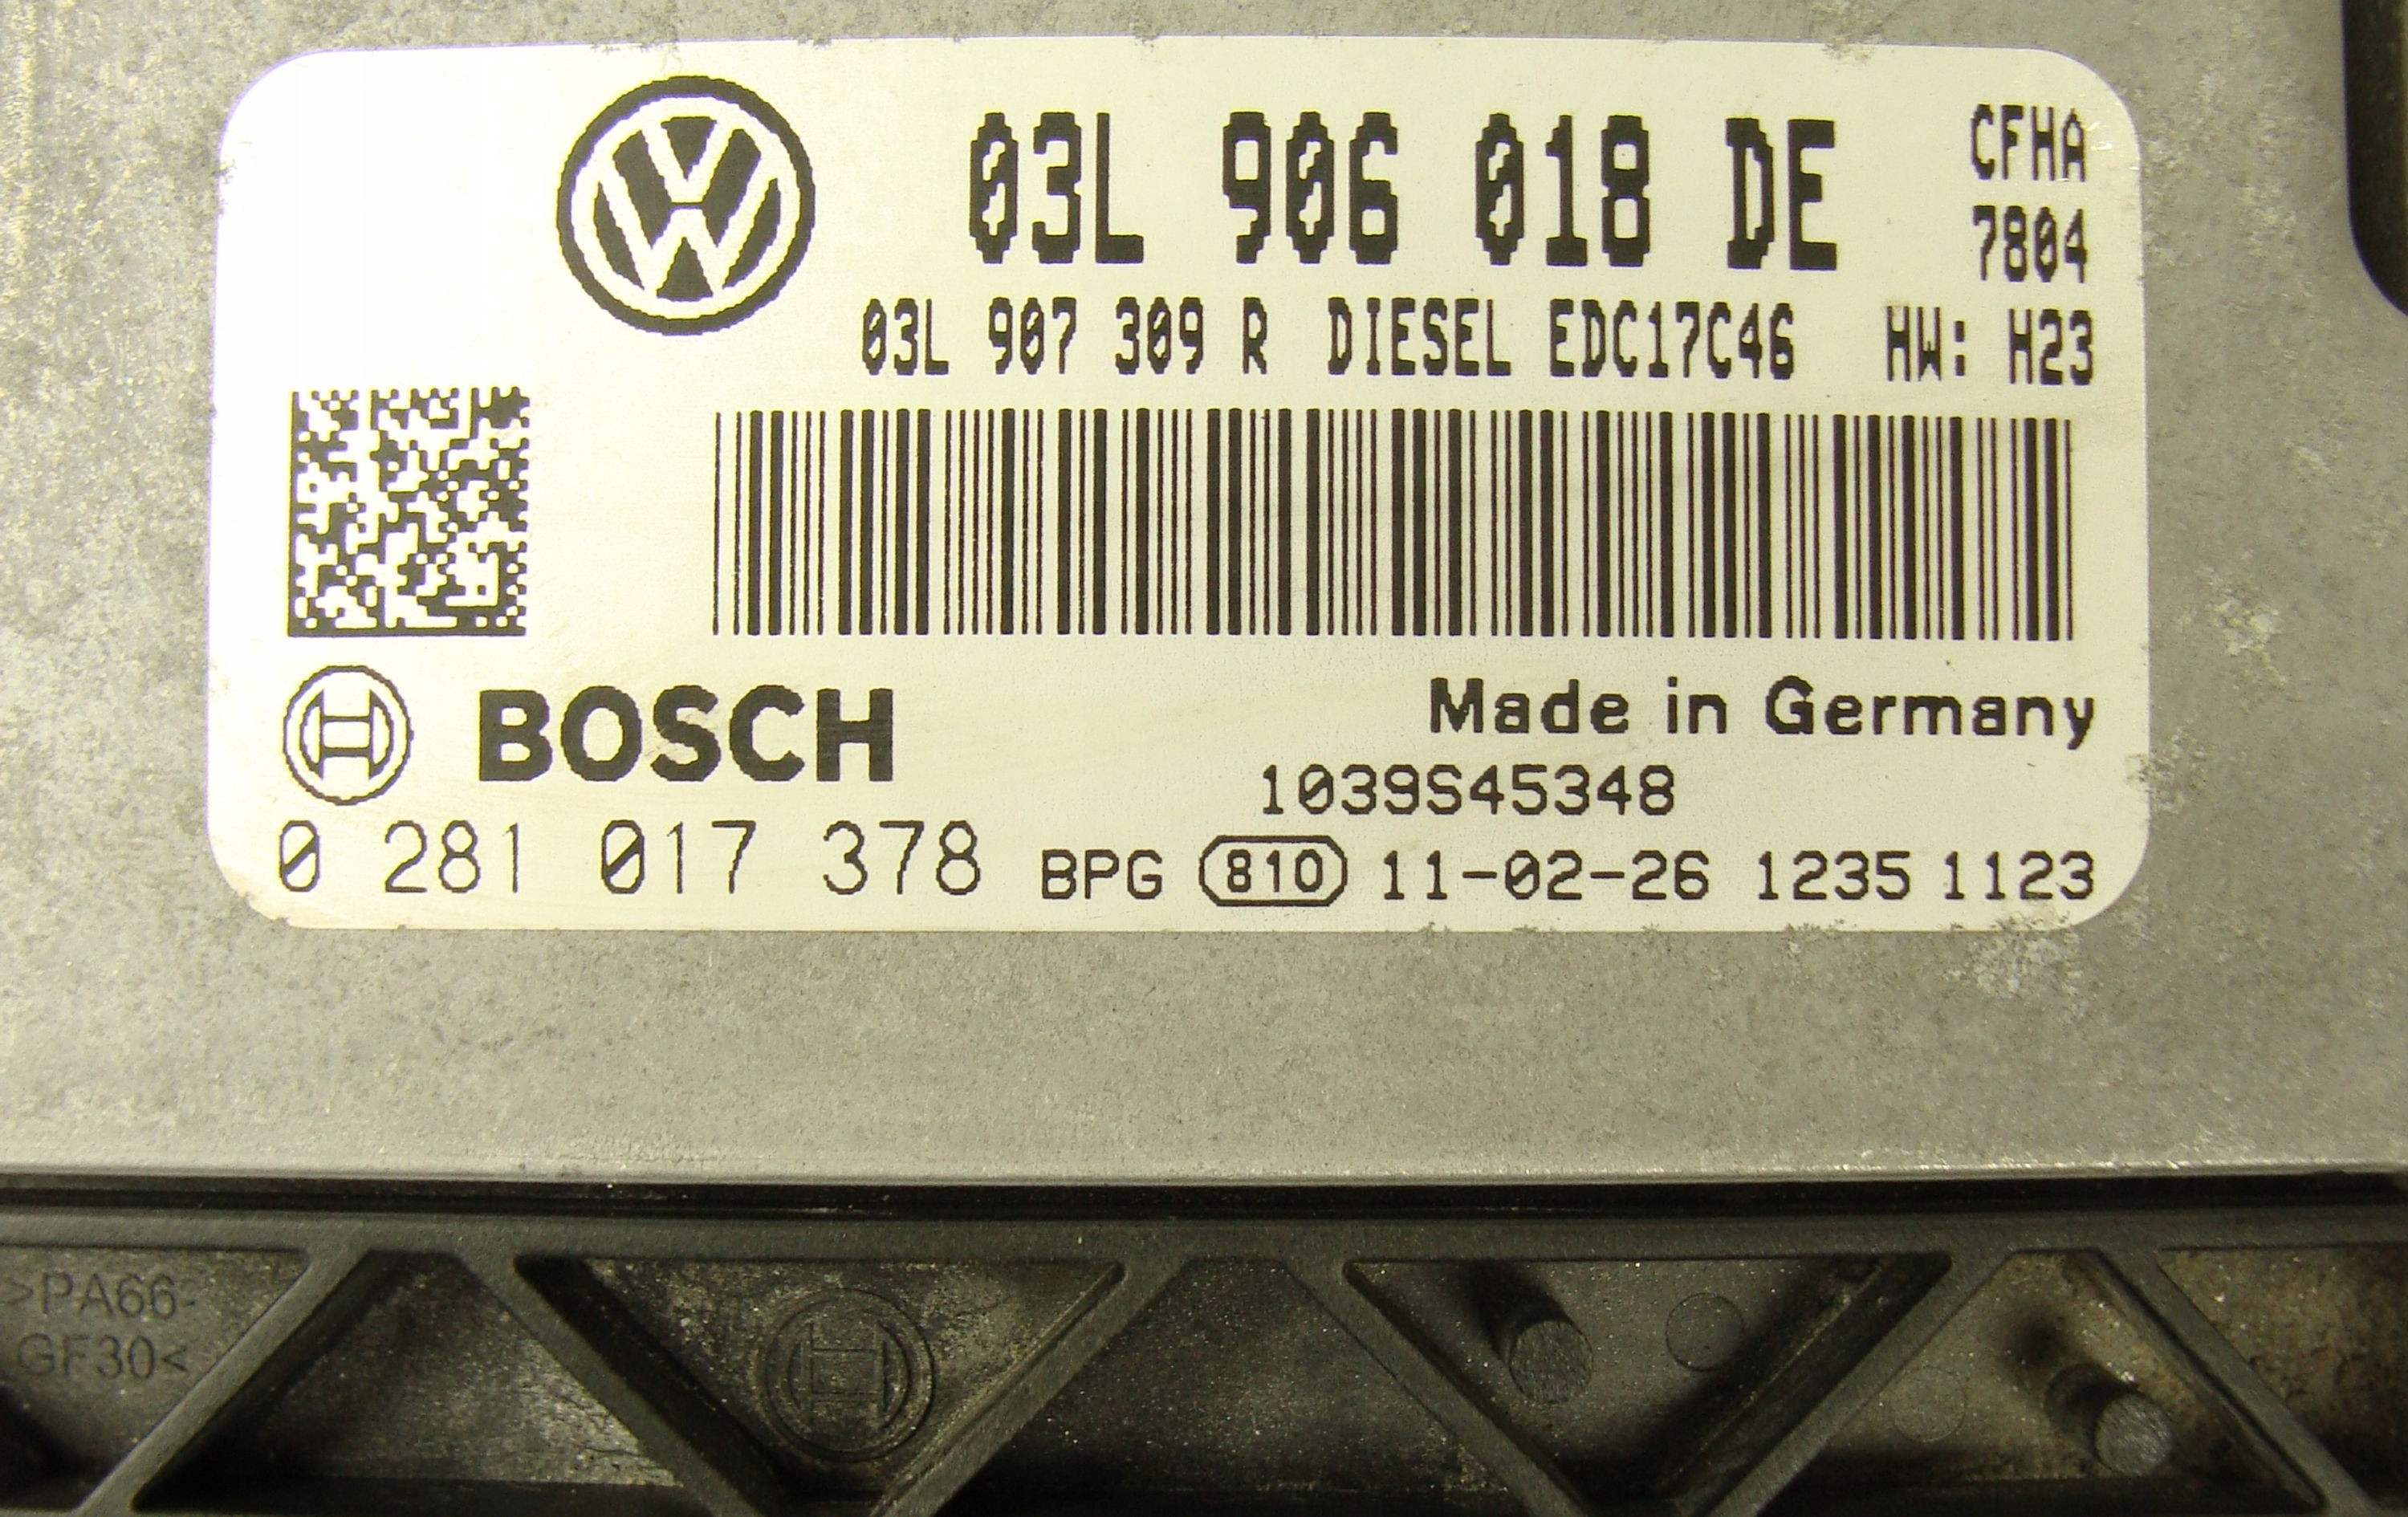 03L 906 018 DE CFHA
7804
03L 907 309 R DIESEL EDC17C46 HW: H23
BOSCH Made in Germany
1039S45348
0 281 017 378 BPG 810 11-02-26 1235 1123
>PA66-
GF30<